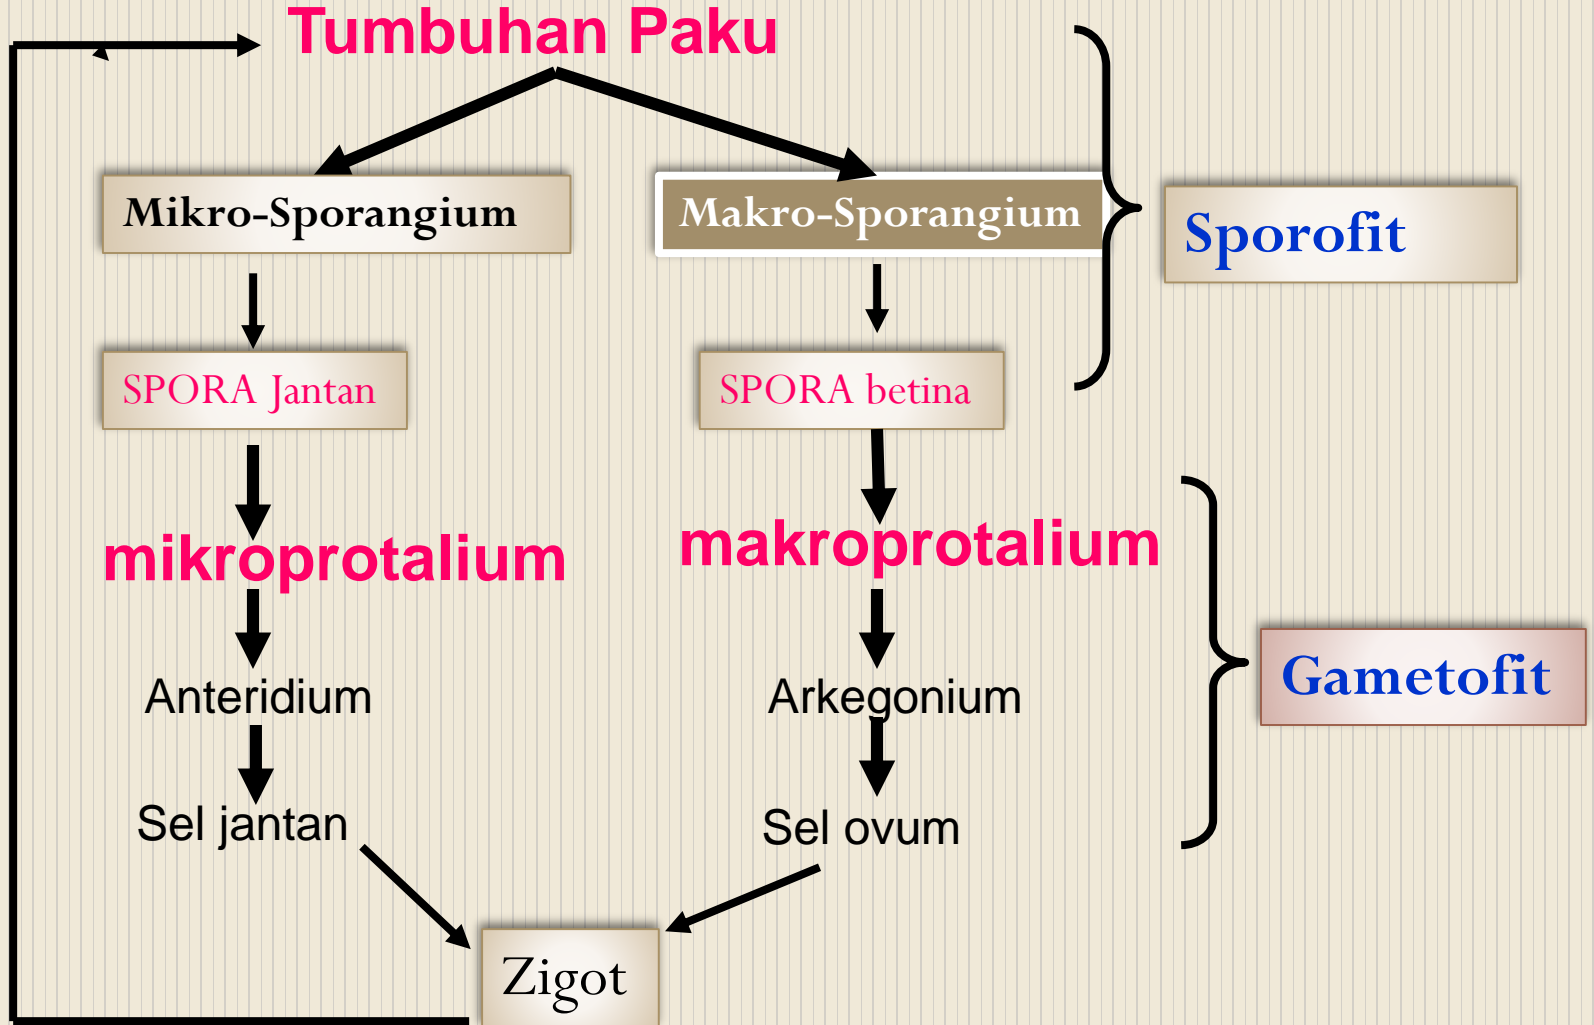 Tumbuhan Paku
Mikro-Sporangium
Makro-Sporangium
Sporofit
SPORA Jantan
SPORA betina
mikroprotalium
makroprotalium
Gametofit
Anteridium
Arkegonium
Sel jantan
Sel ovum
Zigot